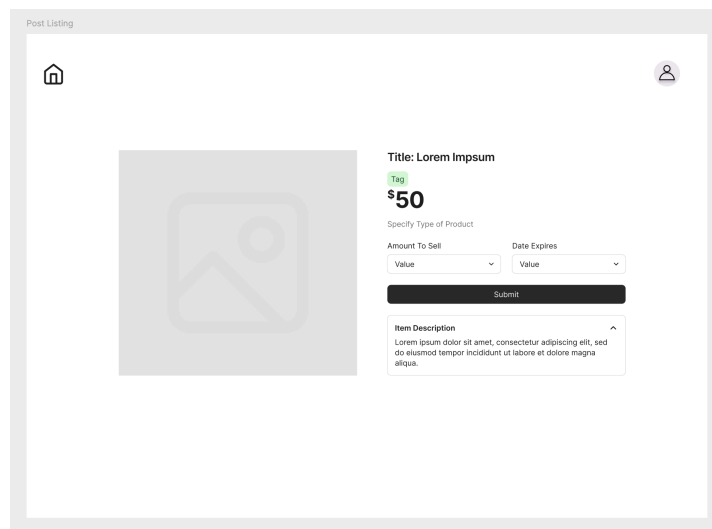 Post Listing
Title: Lorem Impsum
Tag
$50
Specify Type of Product
Amount To Sell
Date Expires
Value
Value
Submit
Item Description
Lorem ipsum dolor sit amet, consectetur adipiscing elit, sed
do eiusmod tempor incididunt ut labore et dolore magna
aliqua.